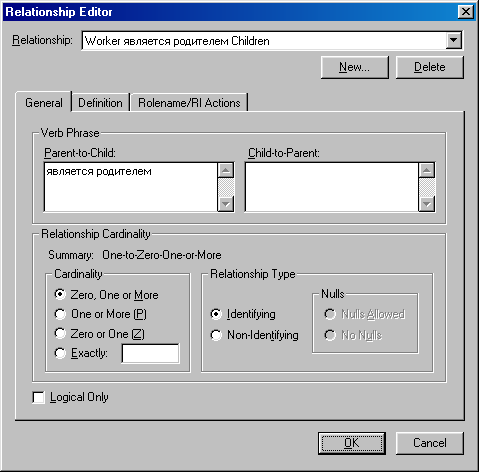 Relationship Editor
Relationship: Worker является родителем Children
New... Delete
General Definition Rolename/RI Actions
Verb Phrase
Parent-to-Child: Child-to-Parent:
является родителем
Relationship Cardinality
Summary: One-to-Zero-One-or-More
Cardinality Relationship Type
Zero, One or More Nulls
One or More (P) Identifying Nulls Allowed
Zero or One (Z) Non-Identifying No Nulls
Exactly:
Logical Only
OK Cancel